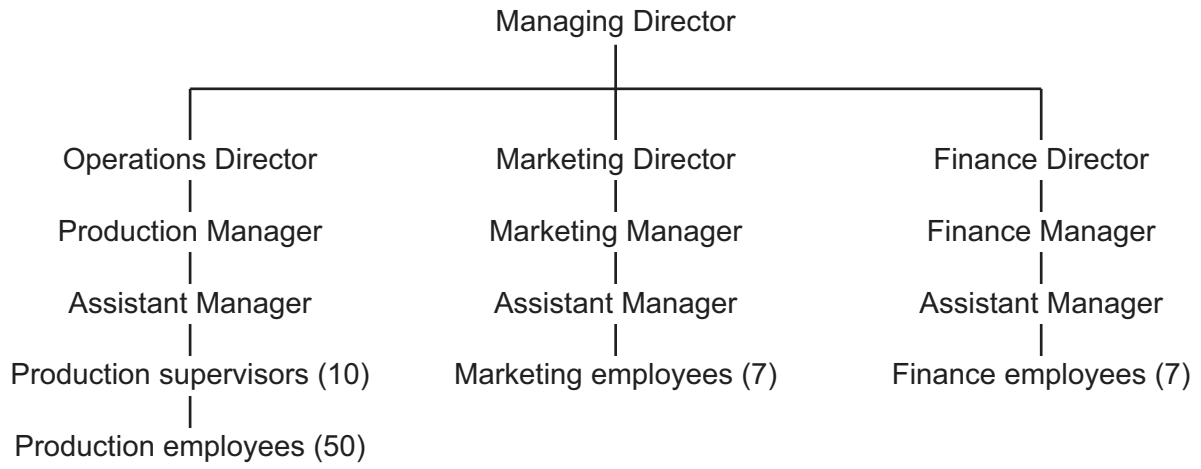 Managing Director
Operations Director Marketing Director Finance Director
Production Manager Marketing Manager Finance Manager
Assistant Manager Assistant Manager Assistant Manager
Production supervisors (10) Marketing employees (7) Finance employees (7)
Production employees (50)